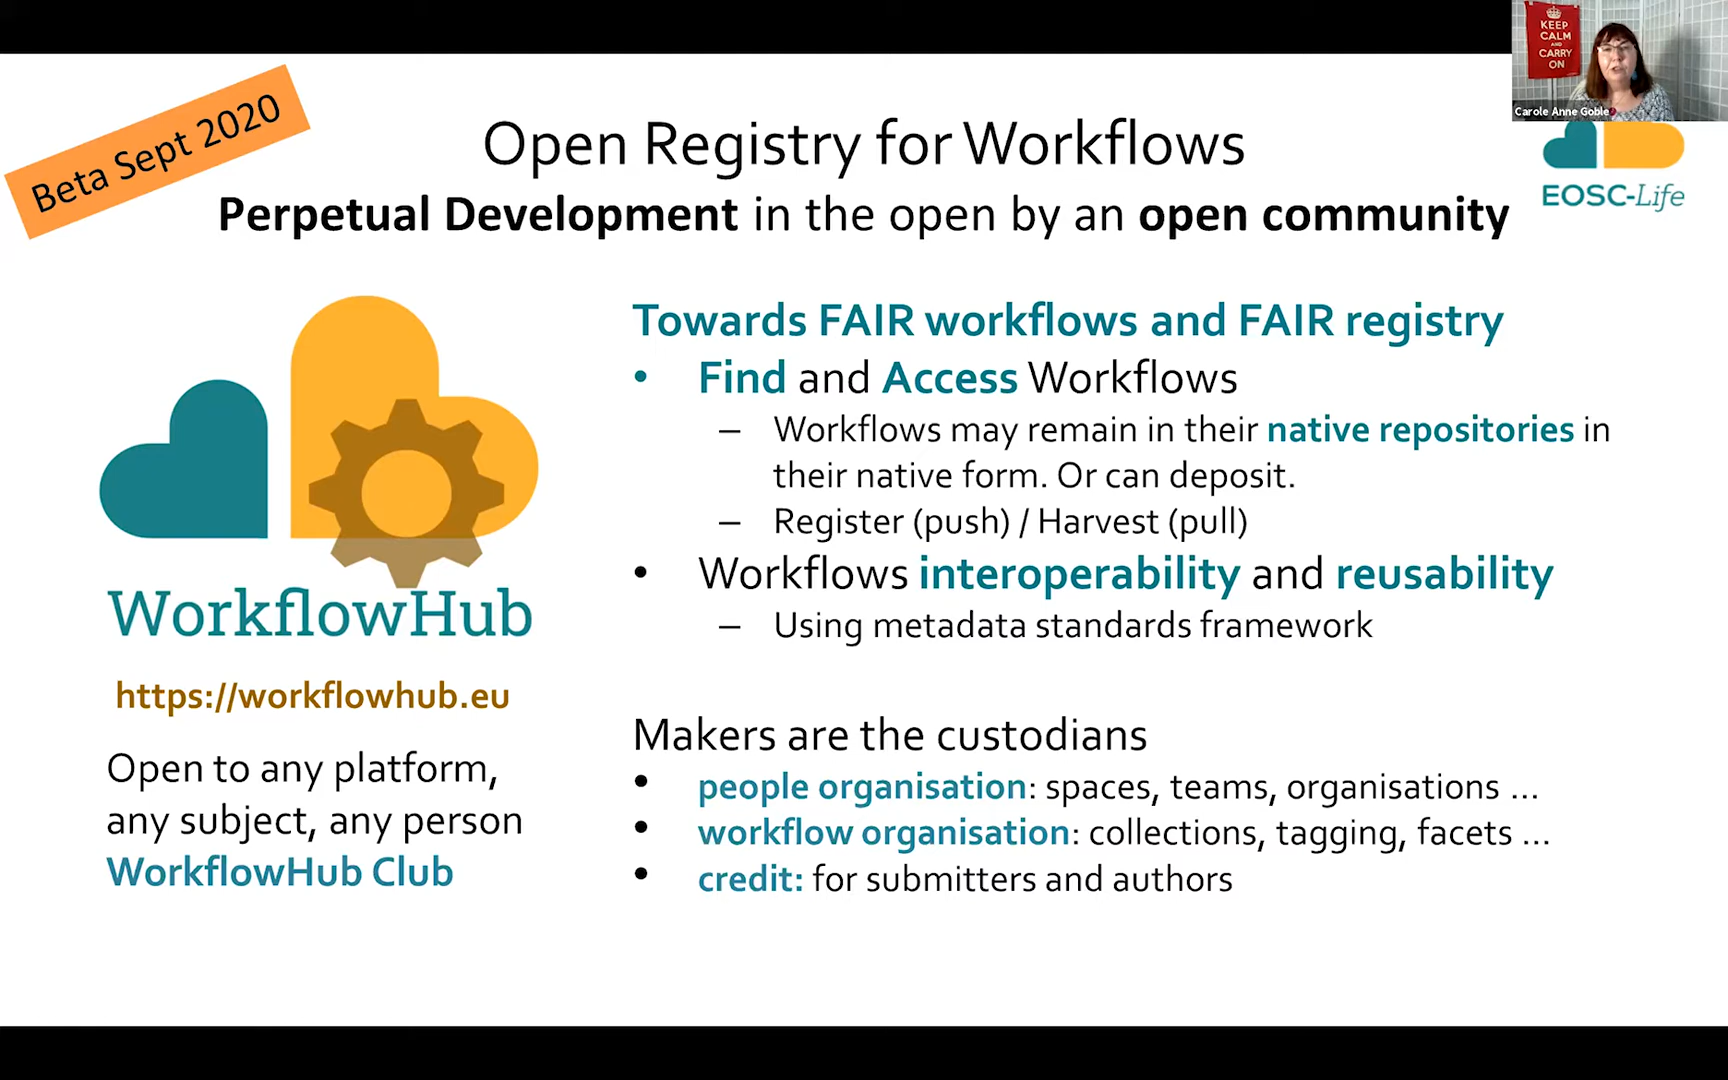 KEEP
CALM
AND
CARRY
ON
Carole Anne Goble
Beta Sept 2020
Open Registry for Workflows
Perpetual Development in the open by an open community
EOSC-Life
Towards FAIR workflows and FAIR registry
• Find and Access Workflows
– Workflows may remain in their native repositories in
their native form. Or can deposit.
– Register (push) / Harvest (pull)
• Workflows interoperability and reusability
– Using metadata standards framework
WorkflowHub
https://workflowhub.eu
Open to any platform,
any subject, any person
WorkflowHub Club
Makers are the custodians
• people organisation: spaces, teams, organisations ...
• workflow organisation: collections, tagging, facets ...
• credit: for submitters and authors